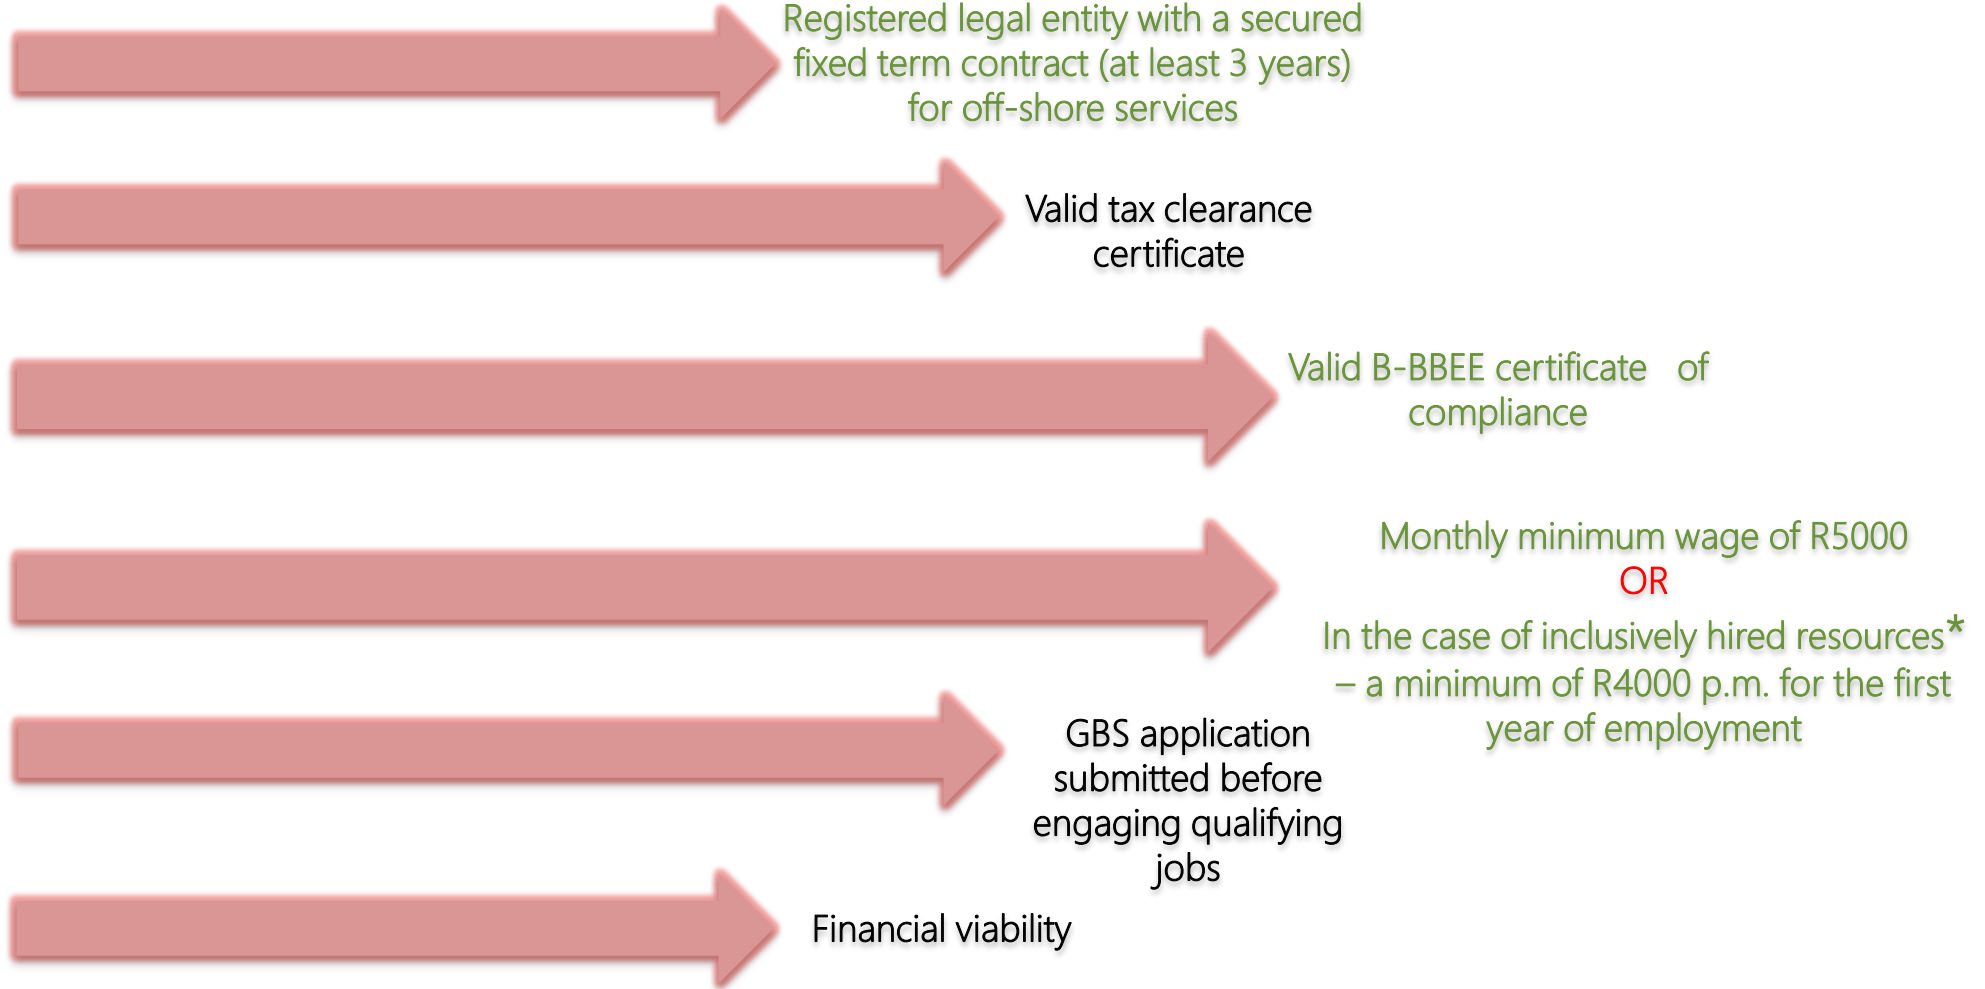 Registered legal entity with a secured
fixed term contract (at least 3 years)
for off-shore services
Valid tax clearance
certificate
Valid B-BBEE certificate of
compliance
Monthly minimum wage of R5000
OR
In the case of inclusively hired resources*
– a minimum of R4000 p.m. for the first
year of employment
GBS application
submitted before
engaging qualifying
jobs
Financial viability